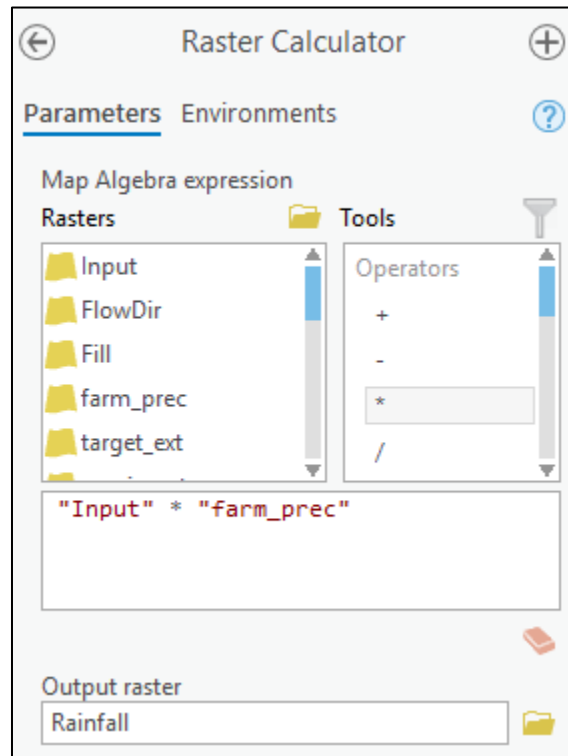 Raster Calculator
Parameters Environments
Map Algebra expression
Rasters Tools
Input
FlowDir
Fill
farm_prec
target_ext
Operators
+
-
*
/
"Input" * "farm_prec"
Output raster
Rainfall